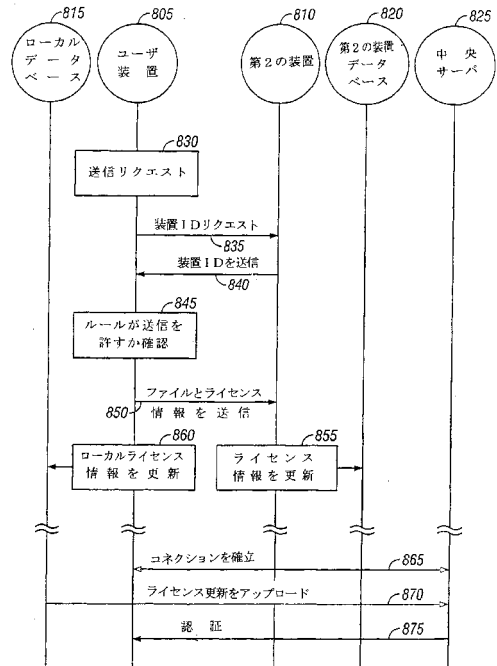 815
805
810
820
825
ローカル
データ
ベース
ユーザ
装置
第2の装置
第2の装置
データ
ベース
中央
サーバ
830
送信リクエスト
装置IDリクエスト
835
装置IDを送信
840
845
ルールが送信を
許すか確認
ファイルとライセンス
850
情報を送信
860
ローカルライセンス
情報を更新
855
ライセンス
情報を更新
コネクションを確立
865
ライセンス更新をアップロード
870
認証
875